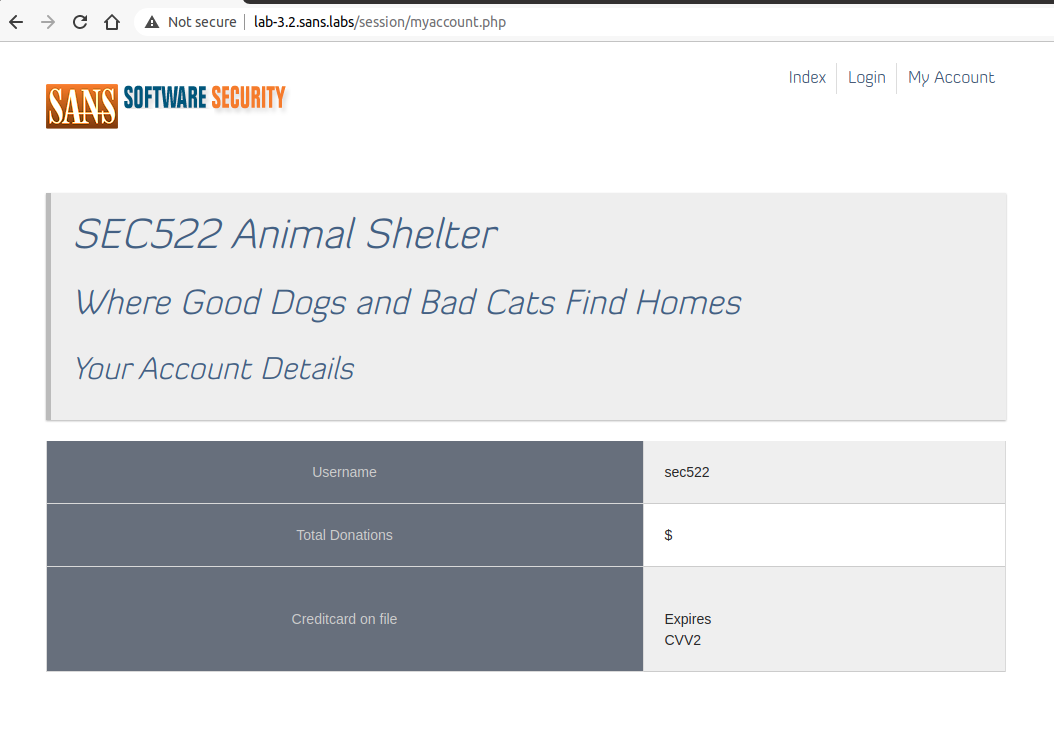 Not secure | lab-3.2.sans.labs/session/myaccount.php
Index Login My Account
SANS SOFTWARE SECURITY
SEC522 Animal Shelter
Where Good Dogs and Bad Cats Find Homes
Your Account Details
Username sec522
Total Donations $
Creditcard on file Expires
CVV2